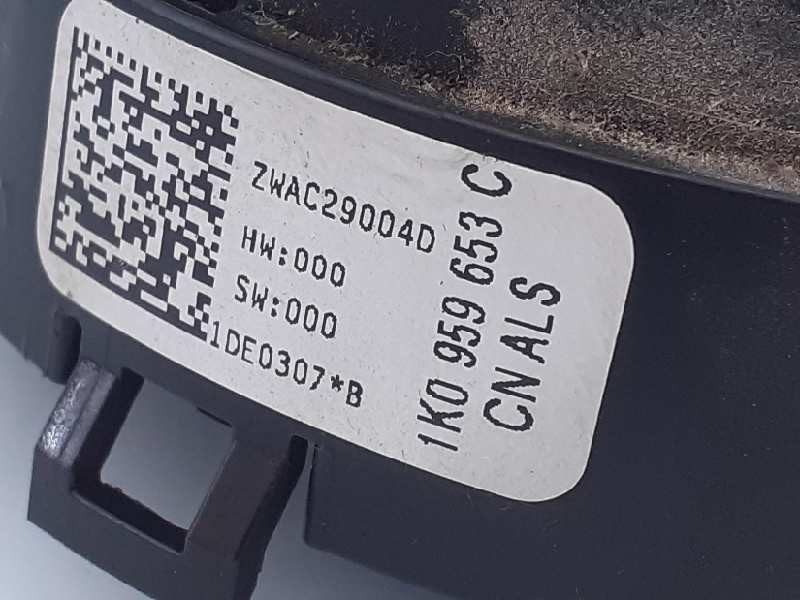 ZWAC29004D
HW:000
SW:000
1DE0307*B
1K0 959 653 C
CN ALS